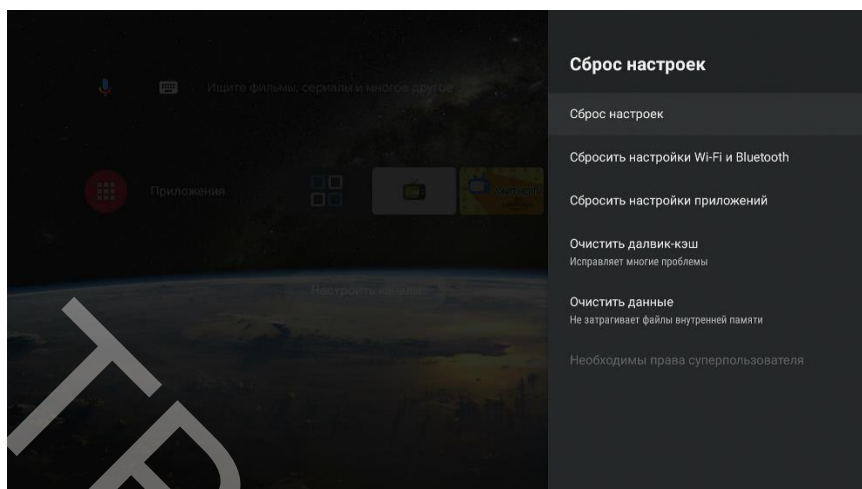 Сброс настроек
Ищите фильмы, сериалы и многое другое
Сброс настроек
Сбросить настройки Wi-Fi и Bluetooth
Приложения
Сбросить настройки приложений
Очистить далвик-кэш
Исправляет многие проблемы
Настроить каналы
Очистить данные
Не затрагивает файлы внутренней памяти
Необходимы права суперпользователя